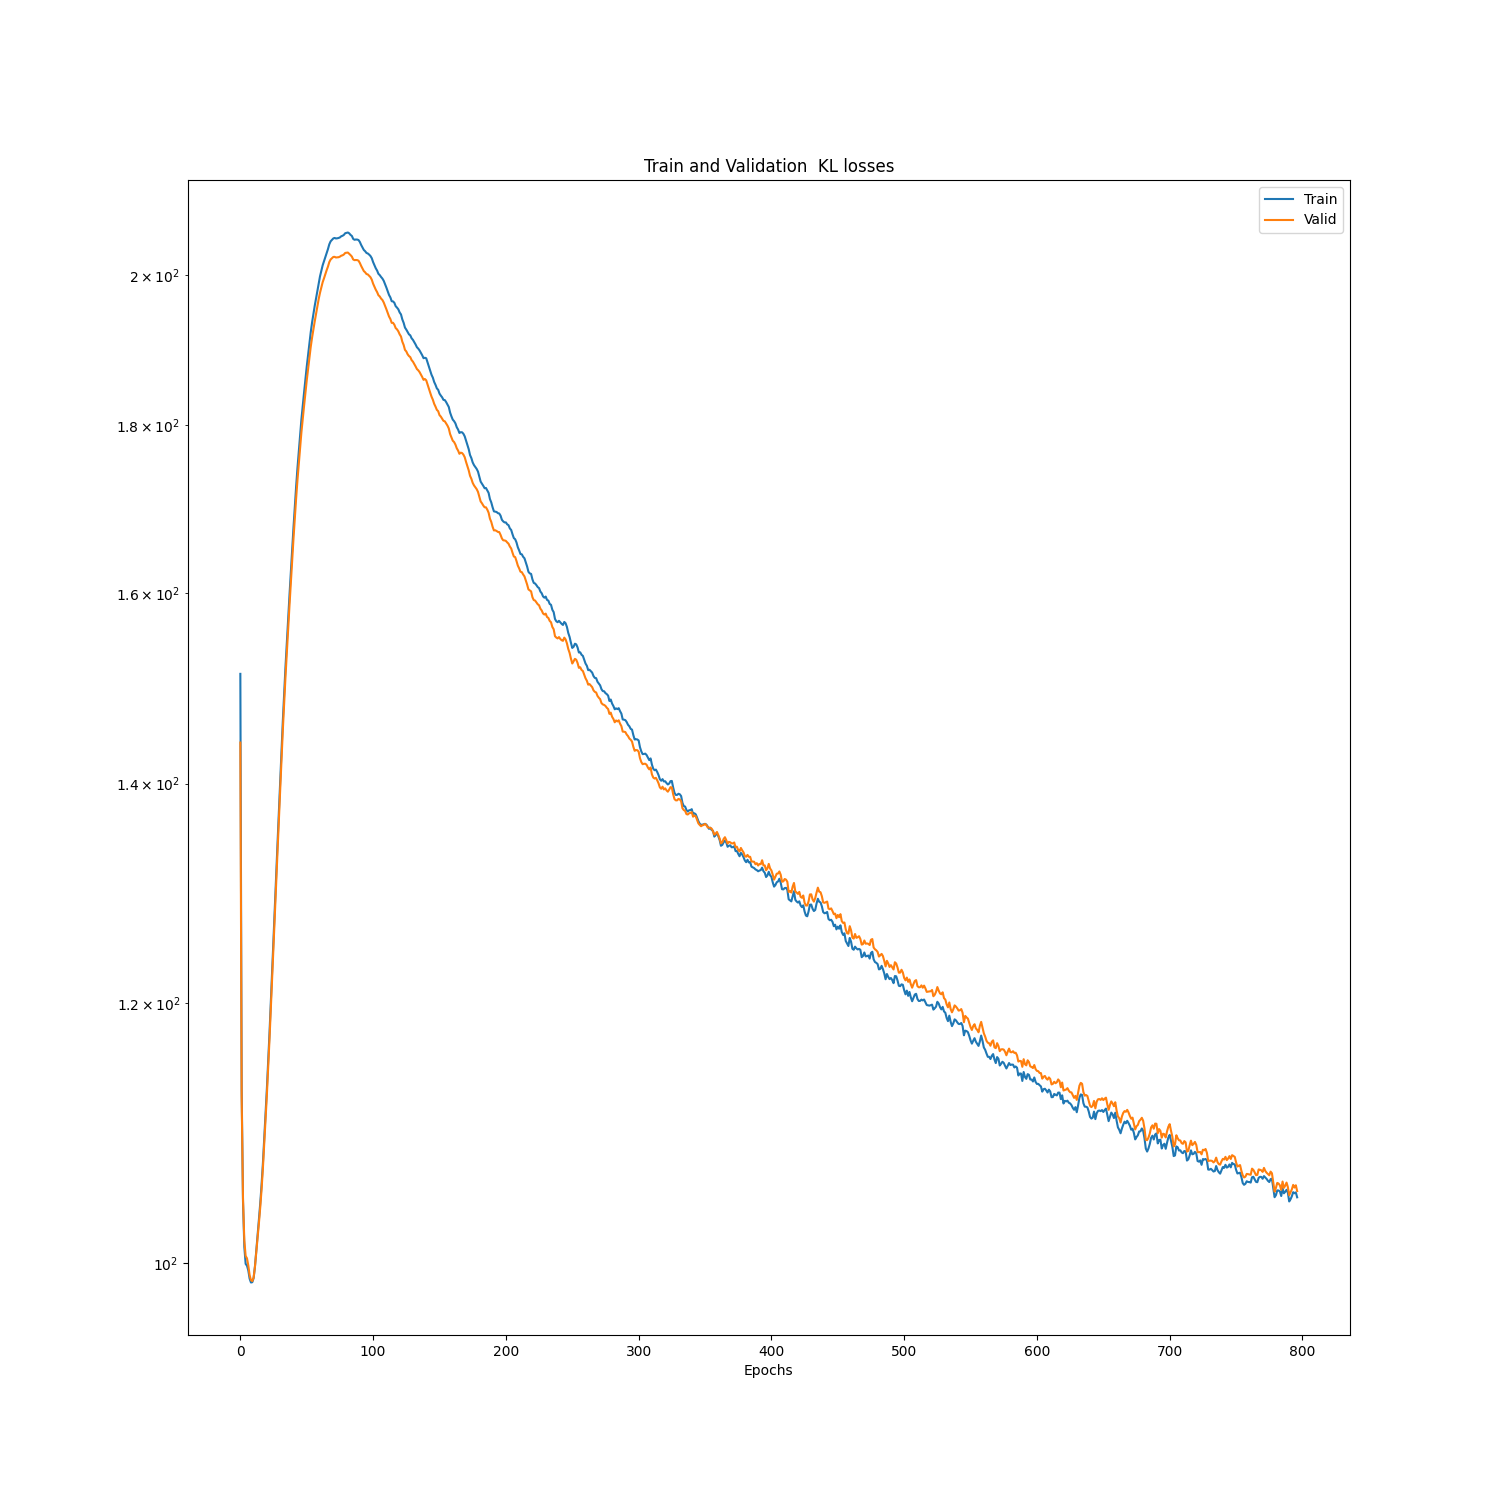 Train and Validation  KL losses
Train
Valid
2 × 10²
1.8 × 10²
1.6 × 10²
1.4 × 10²
1.2 × 10²
10²
0 100 200 300 400 500 600 700 800
Epochs